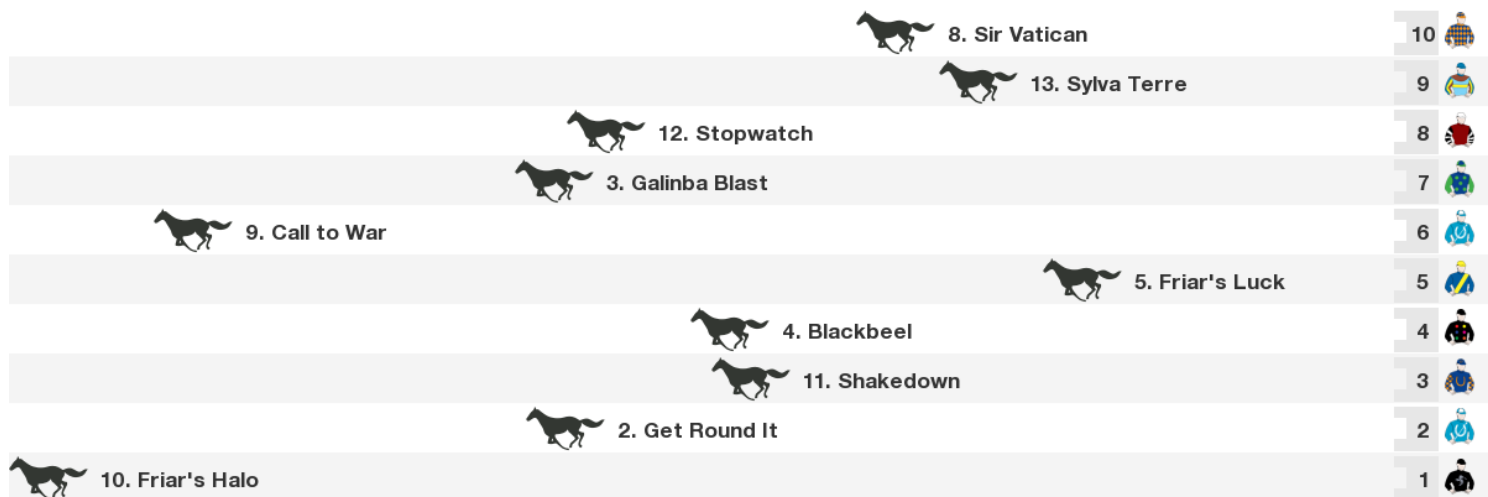 8. Sir Vatican 10
13. Sylva Terre 9
12. Stopwatch 8
3. Galinba Blast 7
9. Call to War 6
5. Friar's Luck 5
4. Blackbeel 4
11. Shakedown 3
2. Get Round It 2
10. Friar's Halo 1